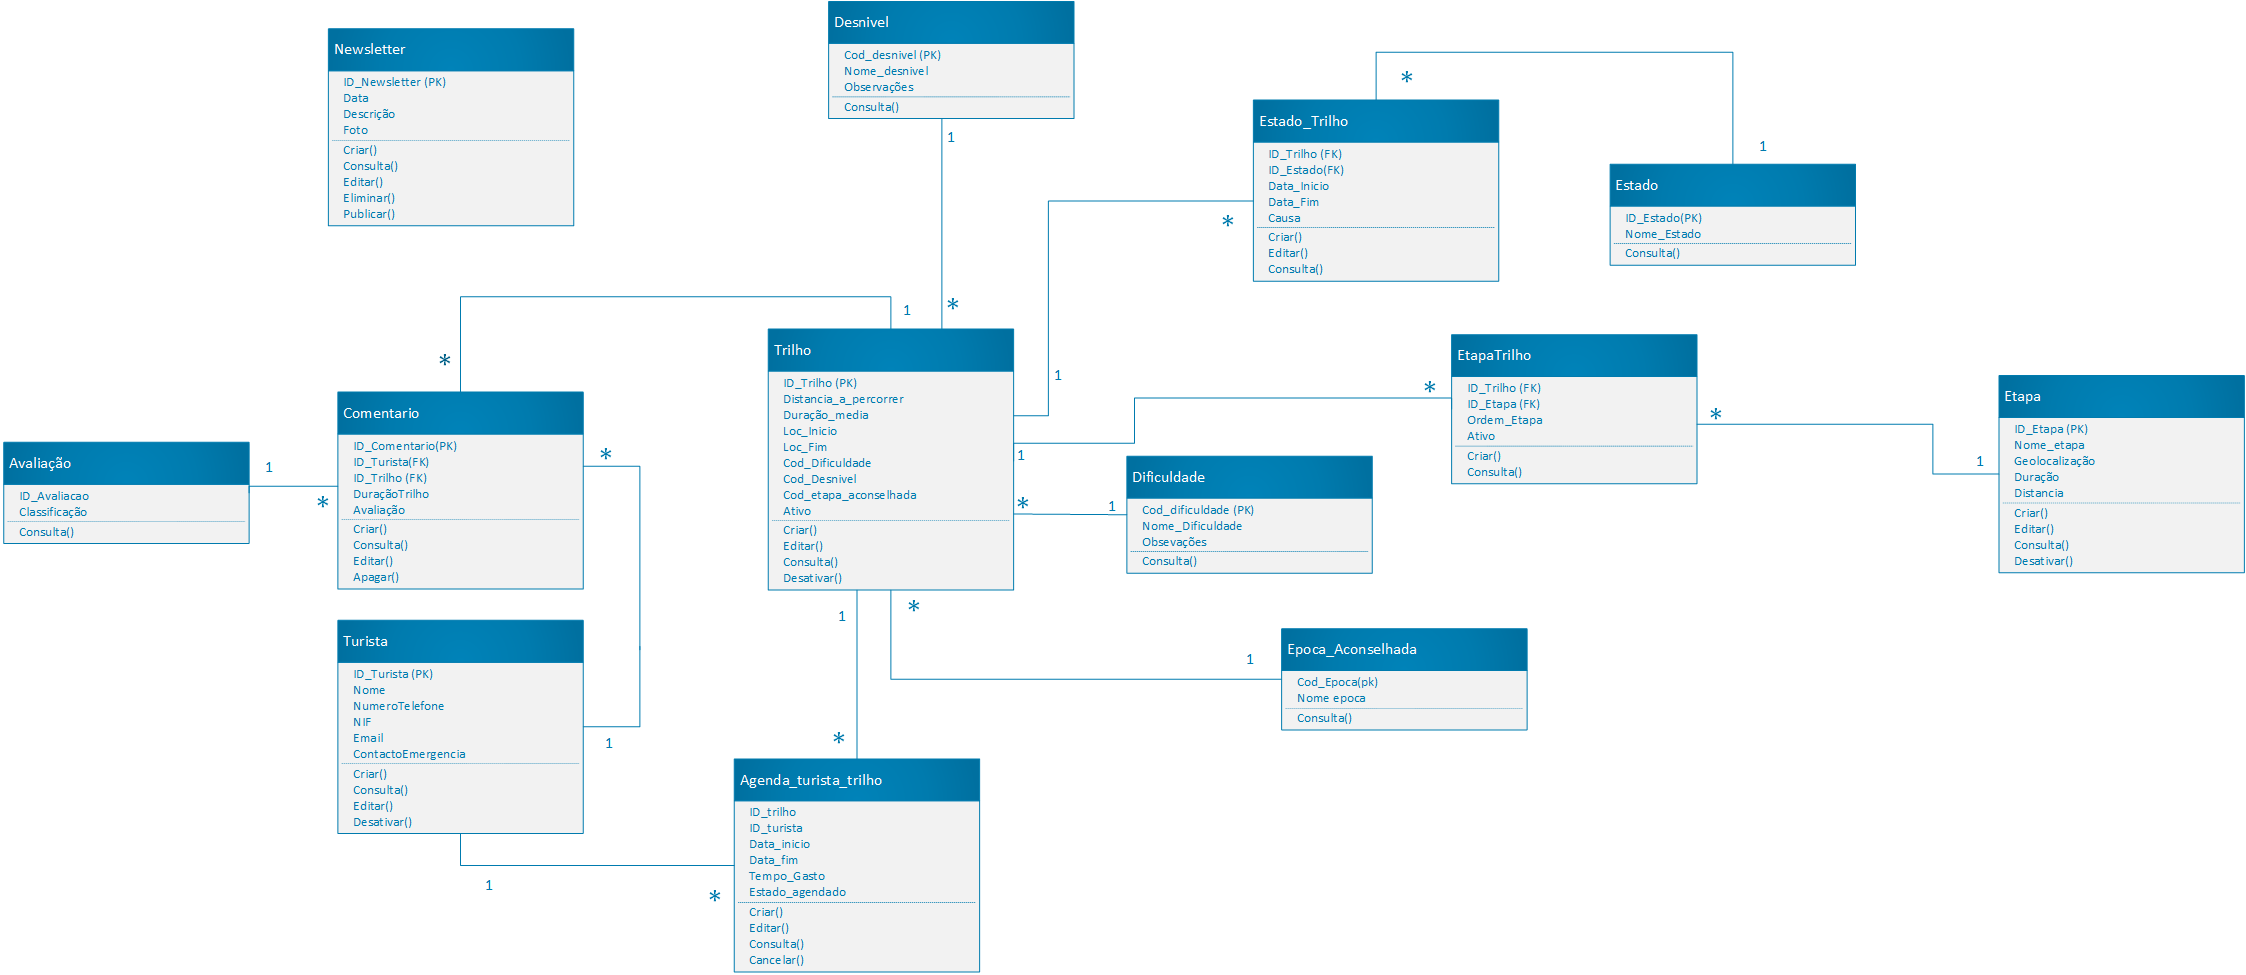 Newsletter
ID_Newsletter (PK)
Data
Descrição
Foto
Criar()
Consulta()
Editar()
Eliminar()
Publicar()
Desnivel
Cod_desnivel (PK)
Nome_desnivel
Observações
Consulta()
1
*
Estado_Trilho
ID_Trilho (FK)
ID_Estado(FK)
Data_Inicio
Data_Fim
Causa
Criar()
Editar()
Consulta()
*
1
*
1
Estado
ID_Estado(PK)
Nome_Estado
Consulta()
Trilho
ID_Trilho (PK)
Distancia_a_percorrer
Duração_media
Loc_Inicio
Loc_Fim
Cod_Dificuldade
Cod_Desnivel
Cod_etapa_aconselhada
Ativo
Criar()
Editar()
Consulta()
Desativar()
1
*
EtapaTrilho
ID_Trilho (FK)
ID_Etapa (FK)
Ordem_Etapa
Ativo
Criar()
Consulta()
*
1
*
1
Etapa
ID_Etapa (PK)
Nome_etapa
Geolocalização
Duração
Distancia
Criar()
Editar()
Consulta()
Desativar()
Comentario
ID_Comentario(PK)
ID_Turista(FK)
ID_Trilho (FK)
DuraçãoTrilho
Avaliação
Criar()
Consulta()
Editar()
Apagar()
*
1
Avaliação
ID_Avaliacao
Classificação
Consulta()
1
*
Dificuldade
Cod_dificuldade (PK)
Nome_Dificuldade
Obsevações
Consulta()
*
1
Turista
ID_Turista (PK)
Nome
NumeroTelefone
NIF
Email
ContactoEmergencia
Criar()
Consulta()
Editar()
Desativar()
1
*
Epoca_Aconselhada
Cod_Epoca(pk)
Nome epoca
Consulta()
*
1
Agenda_turista_trilho
ID_trilho
ID_turista
Data_inicio
Data_fim
Tempo_Gasto
Estado_agendado
Criar()
Editar()
Consulta()
Cancelar()
1
*